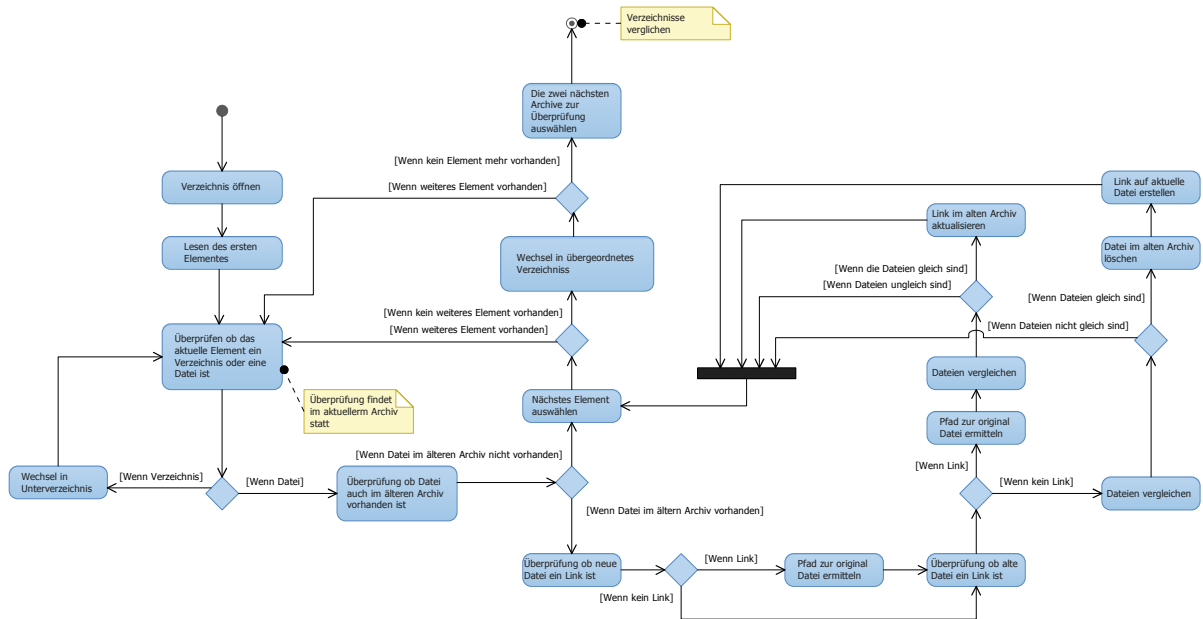 Verzeichnisse
verglichen
Die zwei nächsten
Archive zur
Überprüfung
auswählen
[Wenn kein Element mehr vorhanden]
[Wenn weiteres Element vorhanden]
Verzeichnis öffnen
Lesen des ersten
Elementes
Wechsel in übergeordnetes
Verzeichniss
[Wenn kein weiteres Element vorhanden]
[Wenn weiteres Element vorhanden]
Überprüfen ob das
aktuelle Element ein
Verzeichnis oder eine
Datei ist
Überprüfung findet
im aktuellerm Archiv
statt
Nächstes Element
auswählen
[Wenn Datei im älteren Archiv nicht vorhanden]
Wechsel in
Unterverzeichnis
[Wenn Verzeichnis]
[Wenn Datei]
Überprüfung ob Datei
auch im älteren Archiv
vorhanden ist
[Wenn Datei im ältern Archiv vorhanden]
Überprüfung ob neue
Datei ein Link ist
[Wenn Link]
[Wenn kein Link]
Pfad zur original
Datei ermitteln
Überprüfung ob alte
Datei ein Link ist
[Wenn Link]
[Wenn kein Link]
Pfad zur original
Datei ermitteln
Dateien vergleichen
Dateien vergleichen
[Wenn die Dateien gleich sind]
[Wenn Dateien ungleich sind]
[Wenn Dateien gleich sind]
[Wenn Dateien nicht gleich sind]
Link im alten Archiv
aktualisieren
Datei im alten Archiv
löschen
Link auf aktuelle
Datei erstellen